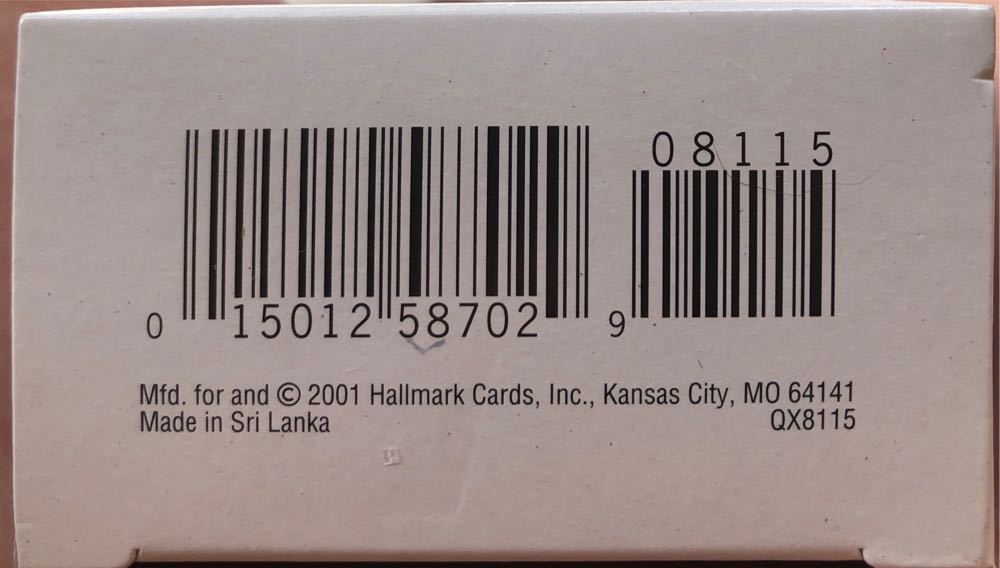 08115
0 15012 58702 9
Mfd. for and © 2001 Hallmark Cards, Inc., Kansas City, MO 64141
Made in Sri Lanka QX8115